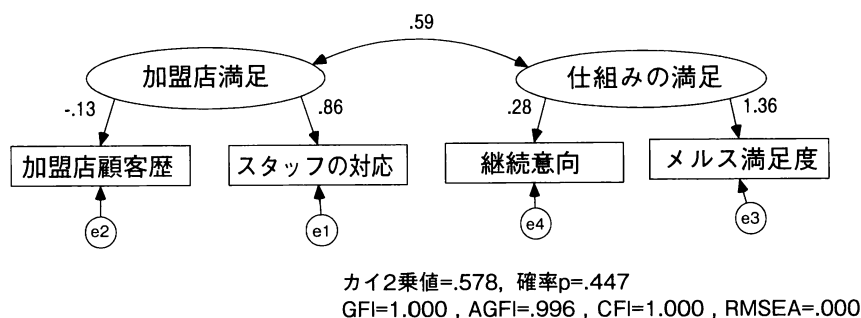 .59
加盟店満足
仕組みの満足
-.13
.86
.28
1.36
加盟店顧客歴
スタッフの対応
継続意向
メルス満足度
e2
e1
e4
e3
カイ2乗値=.578, 確率p=.447
GFI=1.000 , AGFI=.996 , CFI=1.000 , RMSEA=.000